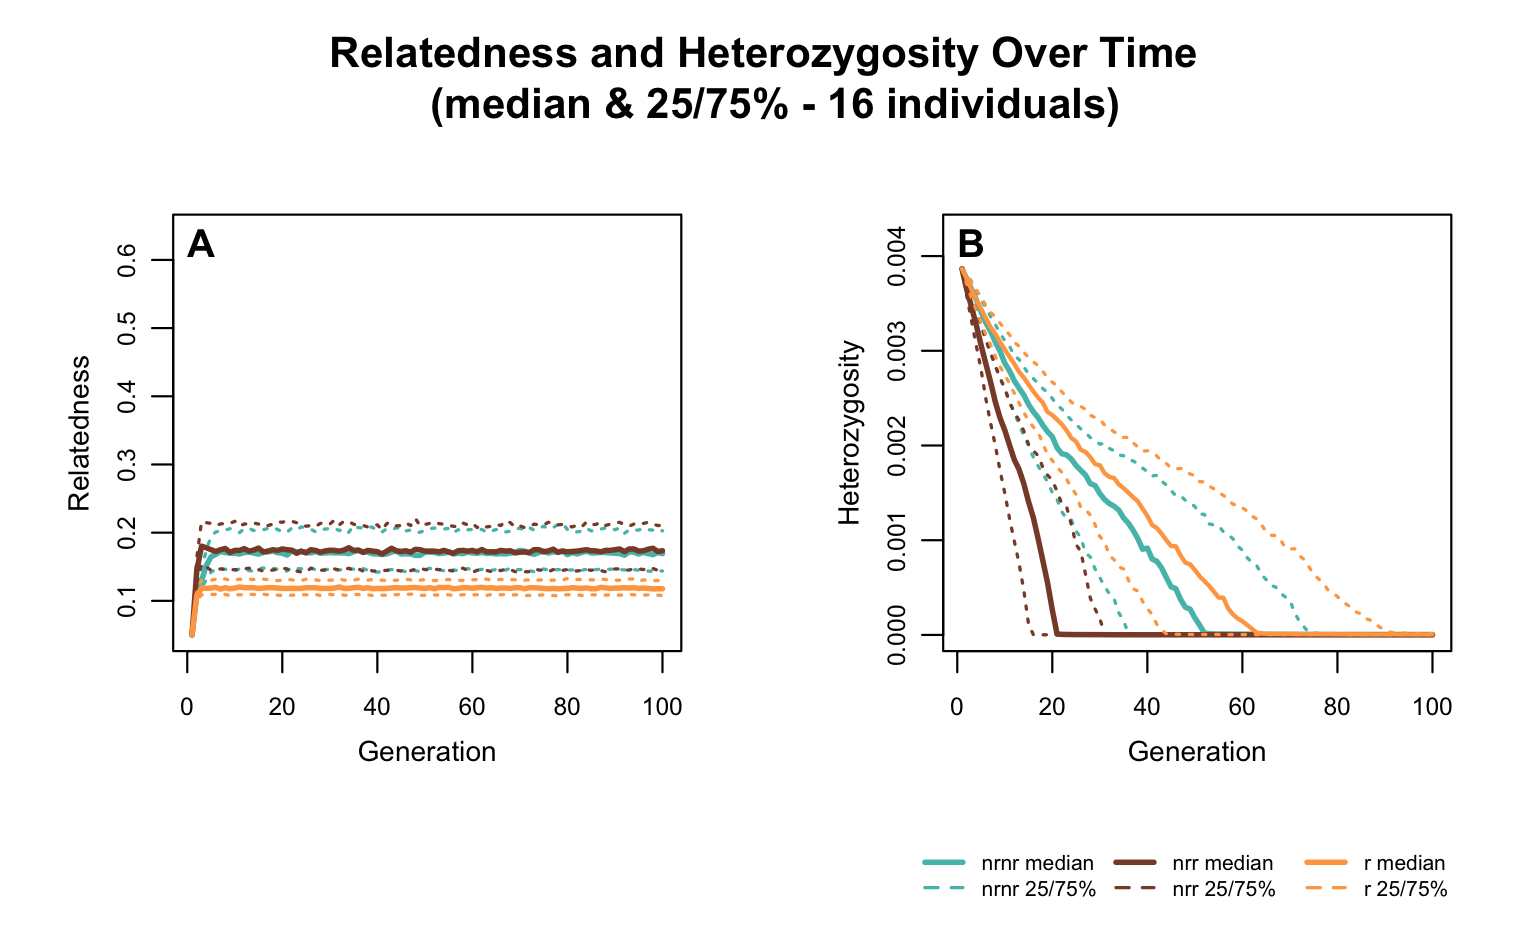 Relatedness and Heterozygosity Over Time
(median & 25/75% - 16 individuals)
A
Relatedness
0.6
0.5
0.4
0.3
0.2
0.1
0 20 40 60 80 100
Generation
B
Heterozygosity
0.004
0.003
0.002
0.001
0.000
0 20 40 60 80 100
Generation
nrnr median nrr median r median
nrnr 25/75% nrr 25/75% r 25/75%